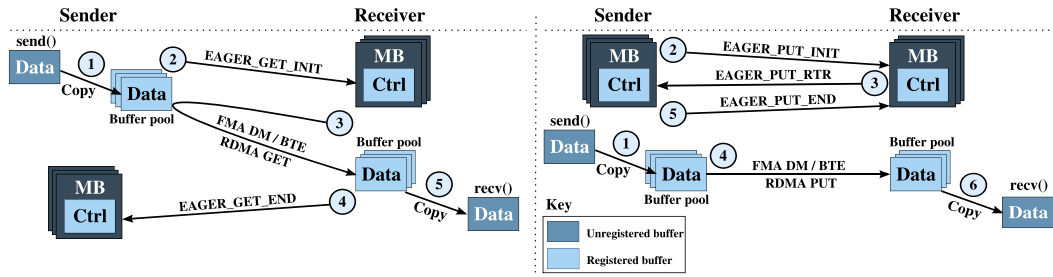 Sender
Receiver
send()
Data
1
Copy
Data
Buffer pool
2
EAGER_GET_INIT
MB
Ctrl
3
FMA DM / BTE
RDMA GET
Buffer pool
Data
MB
Ctrl
EAGER_GET_END
4
5
Copy
recv()
Data
Sender
Receiver
MB
Ctrl
2
EAGER_PUT_INIT
EAGER_PUT_RTR
3
5
EAGER_PUT_END
MB
Ctrl
send()
Data
1
Copy
Data
Buffer pool
4
FMA DM / BTE
RDMA PUT
Buffer pool
Data
6
Copy
recv()
Data
Key
Unregistered buffer
Registered buffer